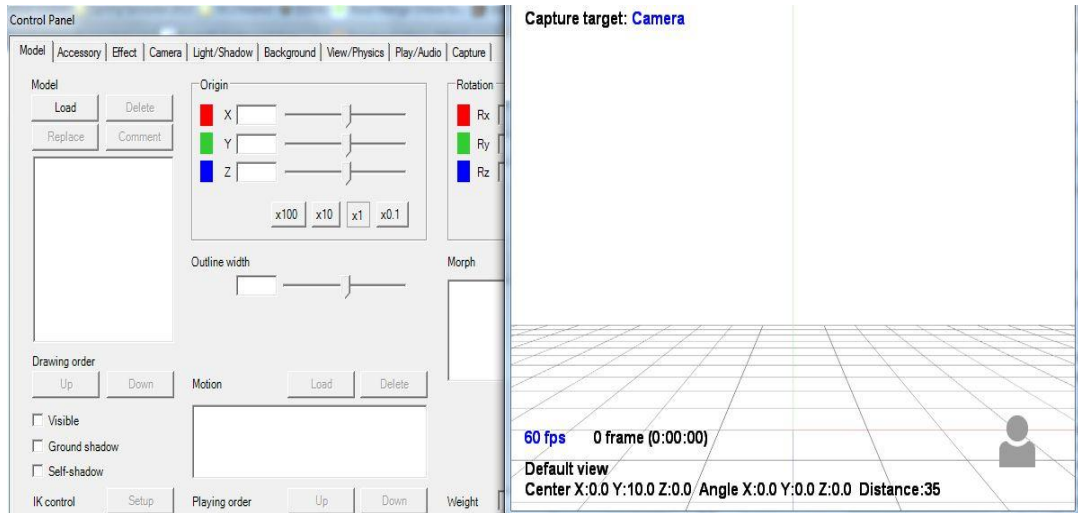 Control Panel
Model Accessory Effect Camera Light/Shadow Background View/Physics Play/Audio Capture
Model
Load Delete
Replace Comment
Origin
X
Y
Z
x100 x10 x1 x0.1
Rotation
Rx
Ry
Rz
Outline width
Morph
Drawing order
Up Down
Motion Load Delete
Visible
Ground shadow
Self-shadow
IK control Setup
Playing order Up Down
Weight
Capture target: Camera
60 fps 0 frame (0:00:00)
Default view
Center X:0.0 Y:10.0 Z:0.0 Angle X:0.0 Y:0.0 Z:0.0 Distance:35